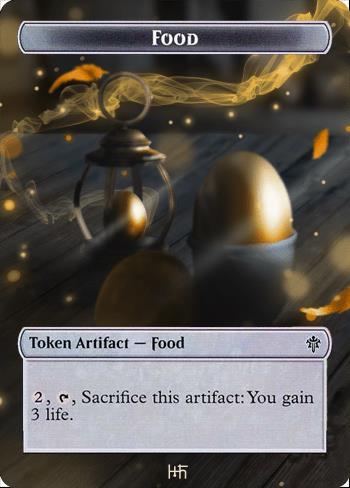 Food
Token Artifact — Food
2, , Sacrifice this artifact: You gain
3 life.